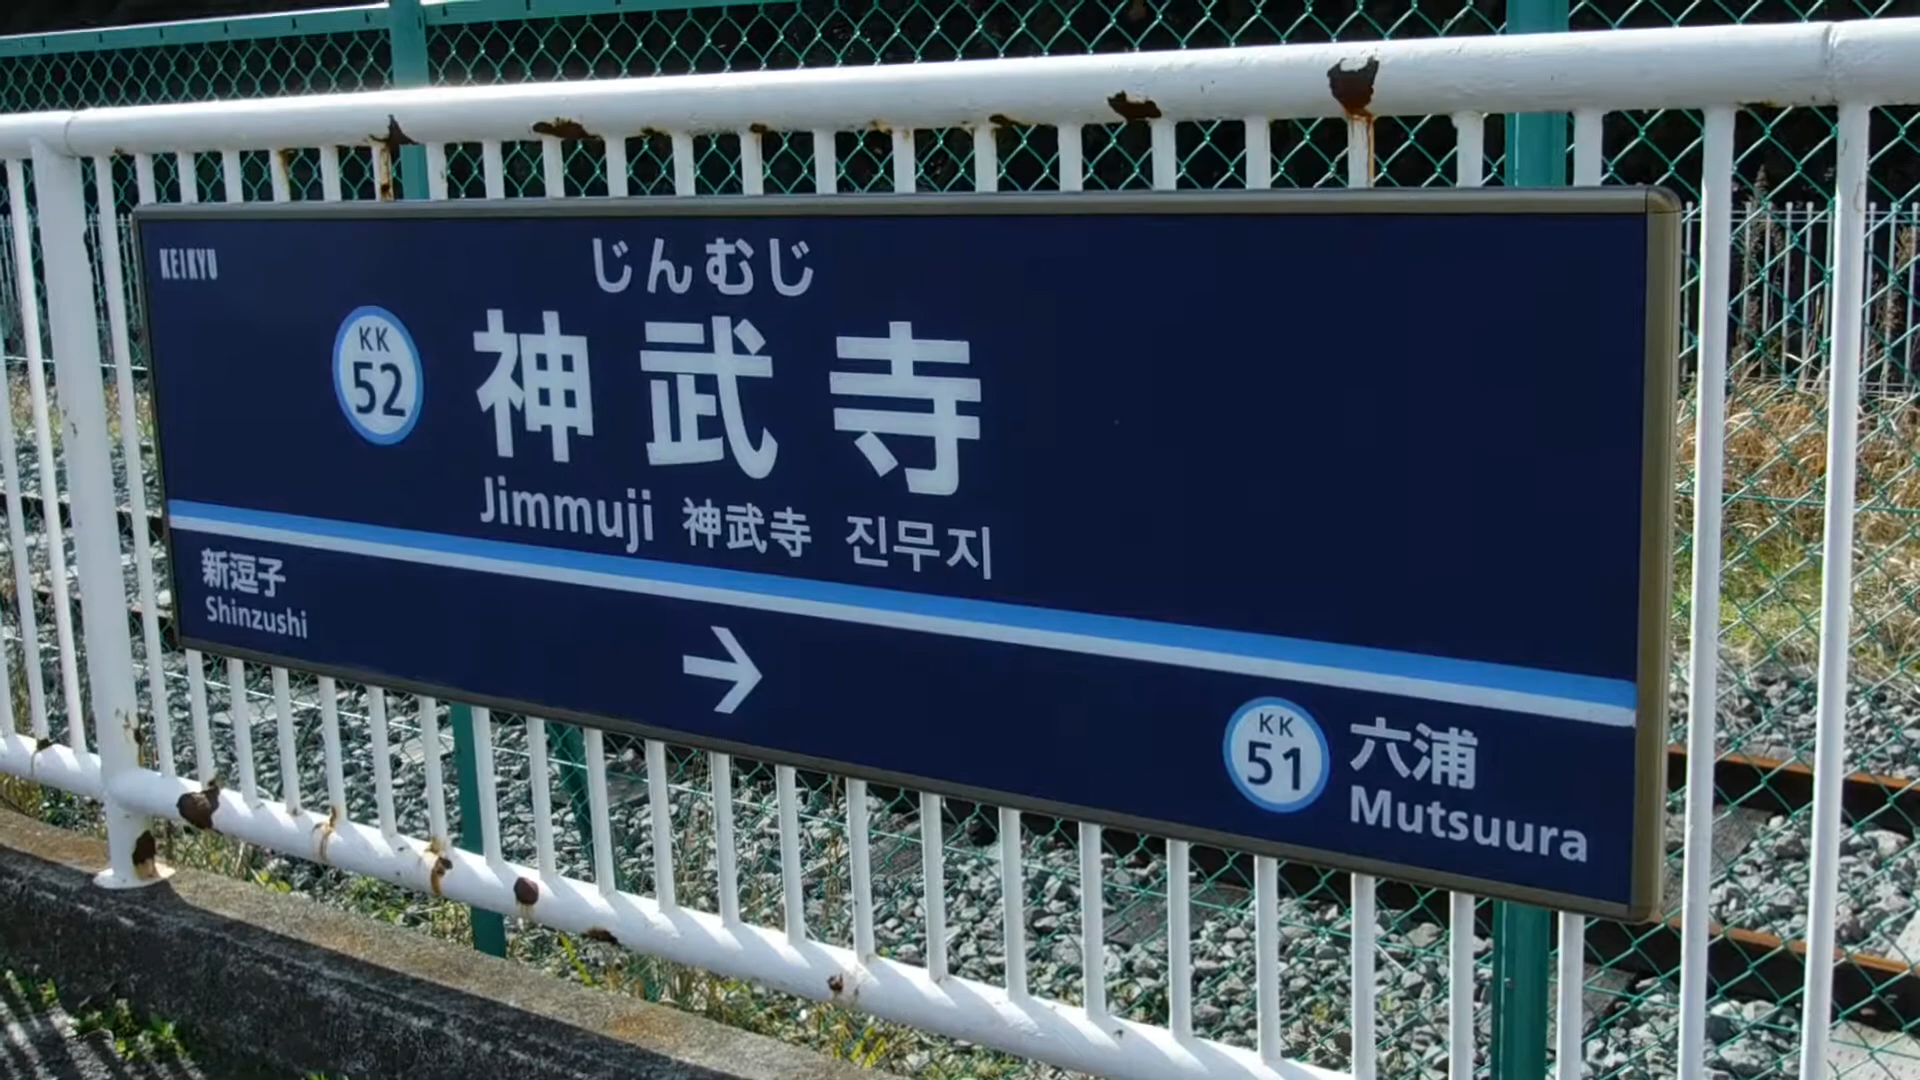 KEIKYU
じんむじ
KK
52
神武寺
Jimmuji 神武寺 진무지
新逗子
Shinzushi
→
KK
51
六浦
Mutsuura